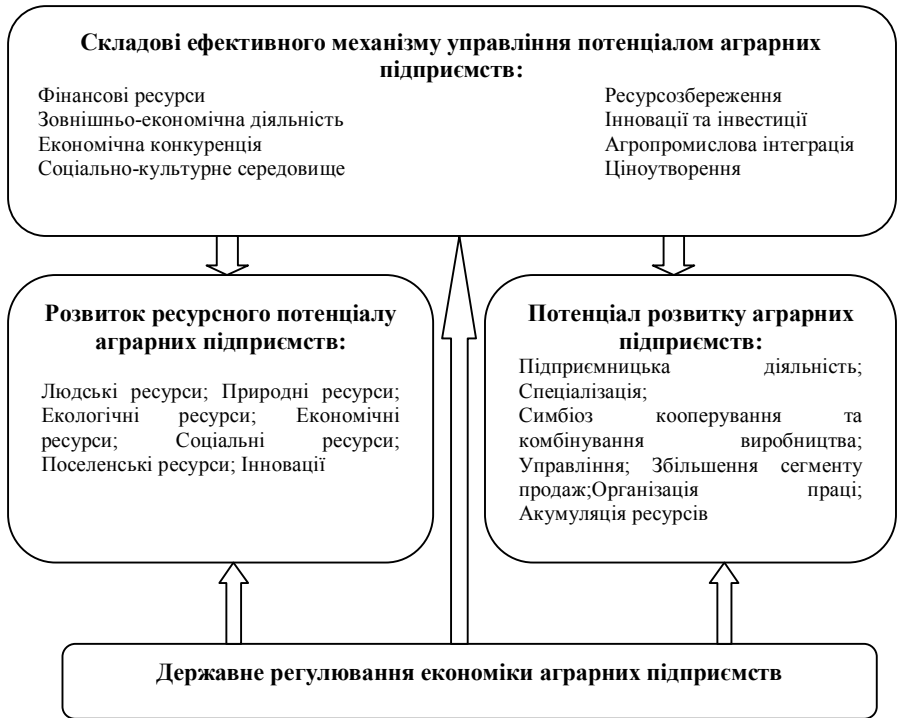 Складові ефективного механізму управління потенціалом аграрних
підприємств:
Фінансові ресурси
Зовнішньо-економічна діяльність
Економічна конкуренція
Соціально-культурне середовище
Ресурсозбереження
Інновації та інвестиції
Агропромислова інтеграція
Ціноутворення
Розвиток ресурсного потенціалу
аграрних підприємств:
Людські ресурси; Природні ресурси;
Екологічні ресурси; Економічні
ресурси; Соціальні ресурси;
Поселенські ресурси; Інновації
Потенціал розвитку аграрних
підприємств:
Підприємницька діяльність;
Спеціалізація;
Симбіоз кооперування та
комбінування виробництва;
Управління; Збільшення сегменту
продаж;Організація праці;
Акумуляція ресурсів
Державне регулювання економіки аграрних підприємств